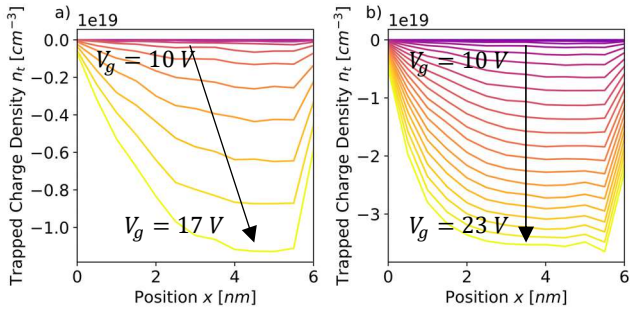 a)
1e19
Trapped Charge Density n_t [cm^{-3}]
0.0
−0.2
−0.4
−0.6
−0.8
−1.0
V_g = 10 V
V_g = 17 V
0
2
4
6
Position x [nm]
b)
1e19
Trapped Charge Density n_t [cm^{-3}]
0
−1
−2
−3
V_g = 10 V
V_g = 23 V
0
2
4
6
Position x [nm]